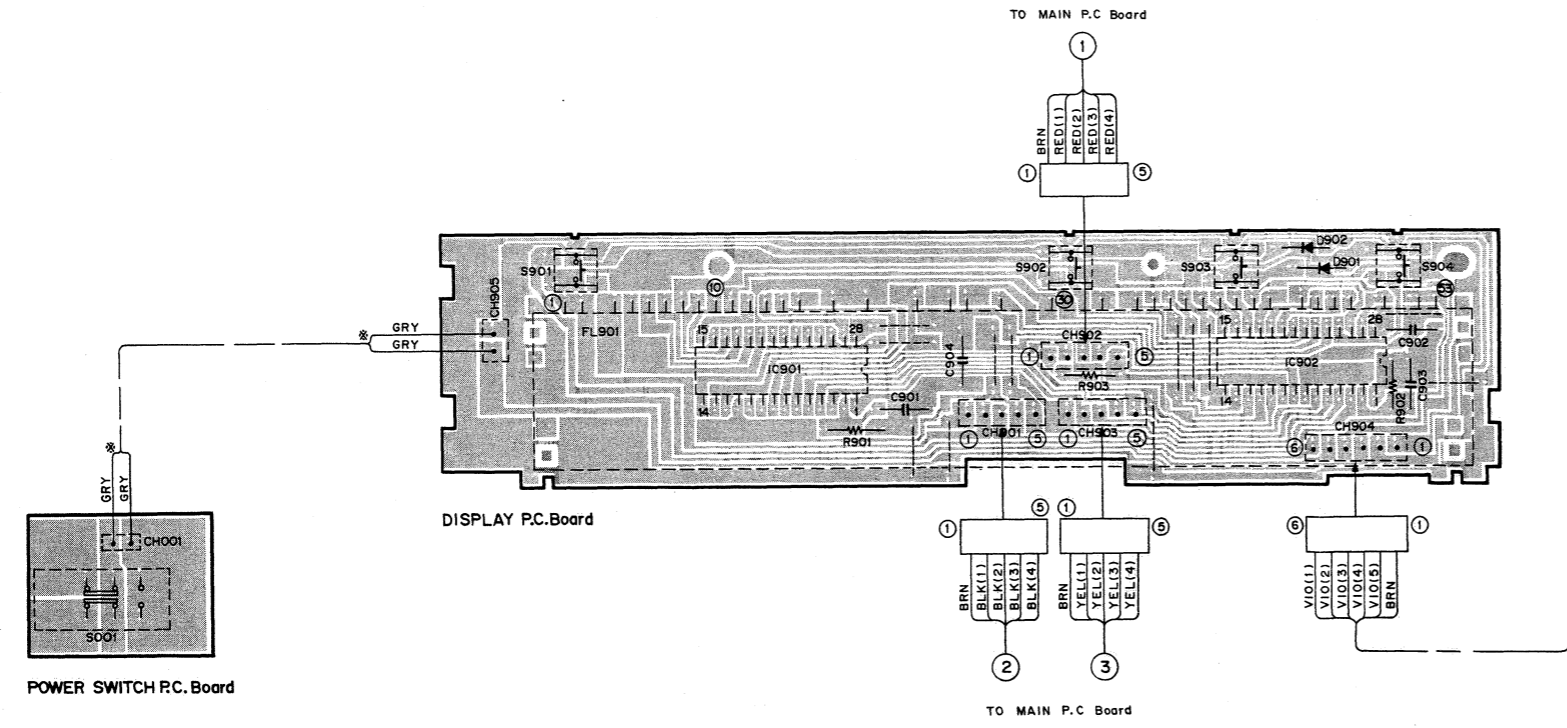 TO MAIN P.C Board
1
BRN
RED(1)
RED(2)
RED(3)
RED(4)
1
5
S901
S902
S903
D902
D901
S904
CH905
1
10
30
53
FL901
15
28
CH902
15
28
※
GRY
GRY
IC901
C904
1
5
IC902
C902
R903
14
C901
14
R902
C903
R901
1
CH901
5
1
CH903
5
CH904
6
1
※
GRY
GRY
DISPLAY P.C.Board
1
5
1
5
6
1
CH001
BRN
BLK(1)
BLK(2)
BLK(3)
BLK(4)
BRN
YEL(1)
YEL(2)
YEL(3)
YEL(4)
VIO(1)
VIO(2)
VIO(3)
VIO(4)
VIO(5)
BRN
S001
2
3
POWER SWITCH P.C. Board
TO MAIN P.C Board